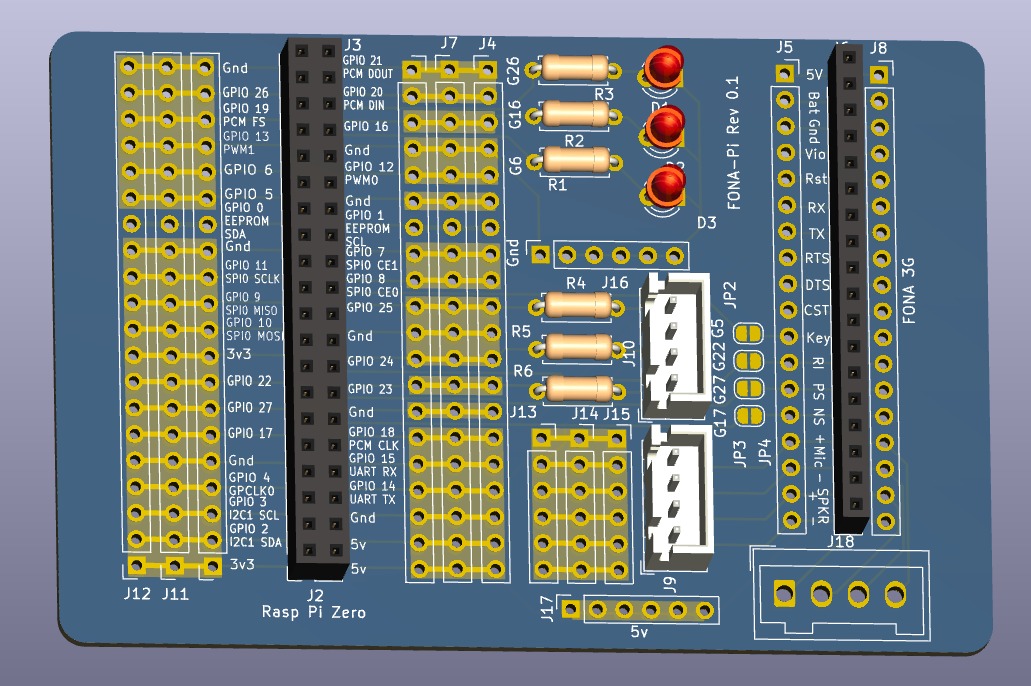 J3
J7
J4
J5
J8
Gnd
GPIO 26
GPIO 19
PCM FS
GPIO 13
PWM1
GPIO 6
GPIO 5
GPIO 0
EEPROM
SDA
Gnd
GPIO 11
SPI0 SCLK
GPIO 9
SPI0 MISO
GPIO 10
SPI0 MOSI
3v3
GPIO 22
GPIO 27
GPIO 17
Gnd
GPIO 4
GPCLK0
GPIO 3
I2C1 SCL
GPIO 2
I2C1 SDA
3v3
J12
J11
J2
Rasp Pi Zero
GPIO 21
PCM DOUT
GPIO 20
PCM DIN
GPIO 16
Gnd
GPIO 12
PWM0
Gnd
GPIO 1
EEPROM
SCL
GPIO 7
SPI0 CE1
GPIO 8
SPI0 CE0
GPIO 25
Gnd
GPIO 24
GPIO 23
Gnd
GPIO 18
PCM CLK
GPIO 15
UART RX
GPIO 14
UART TX
Gnd
5v
5v
G26
R3
G16
R2
G6
R1
D3
FONA-Pi Rev 0.1
Gnd
R4
J16
R5
J10
R6
J13
J14
J15
JP2
G5
G22
G27
G17
JP3
JP4
J9
J17
5v
5V
Bat
Gnd
Vio
Rst
RX
TX
RTS
DTS
CST
Key
RI
PS
NS
+Mic -
+ SPKR -
FONA 3G
J18